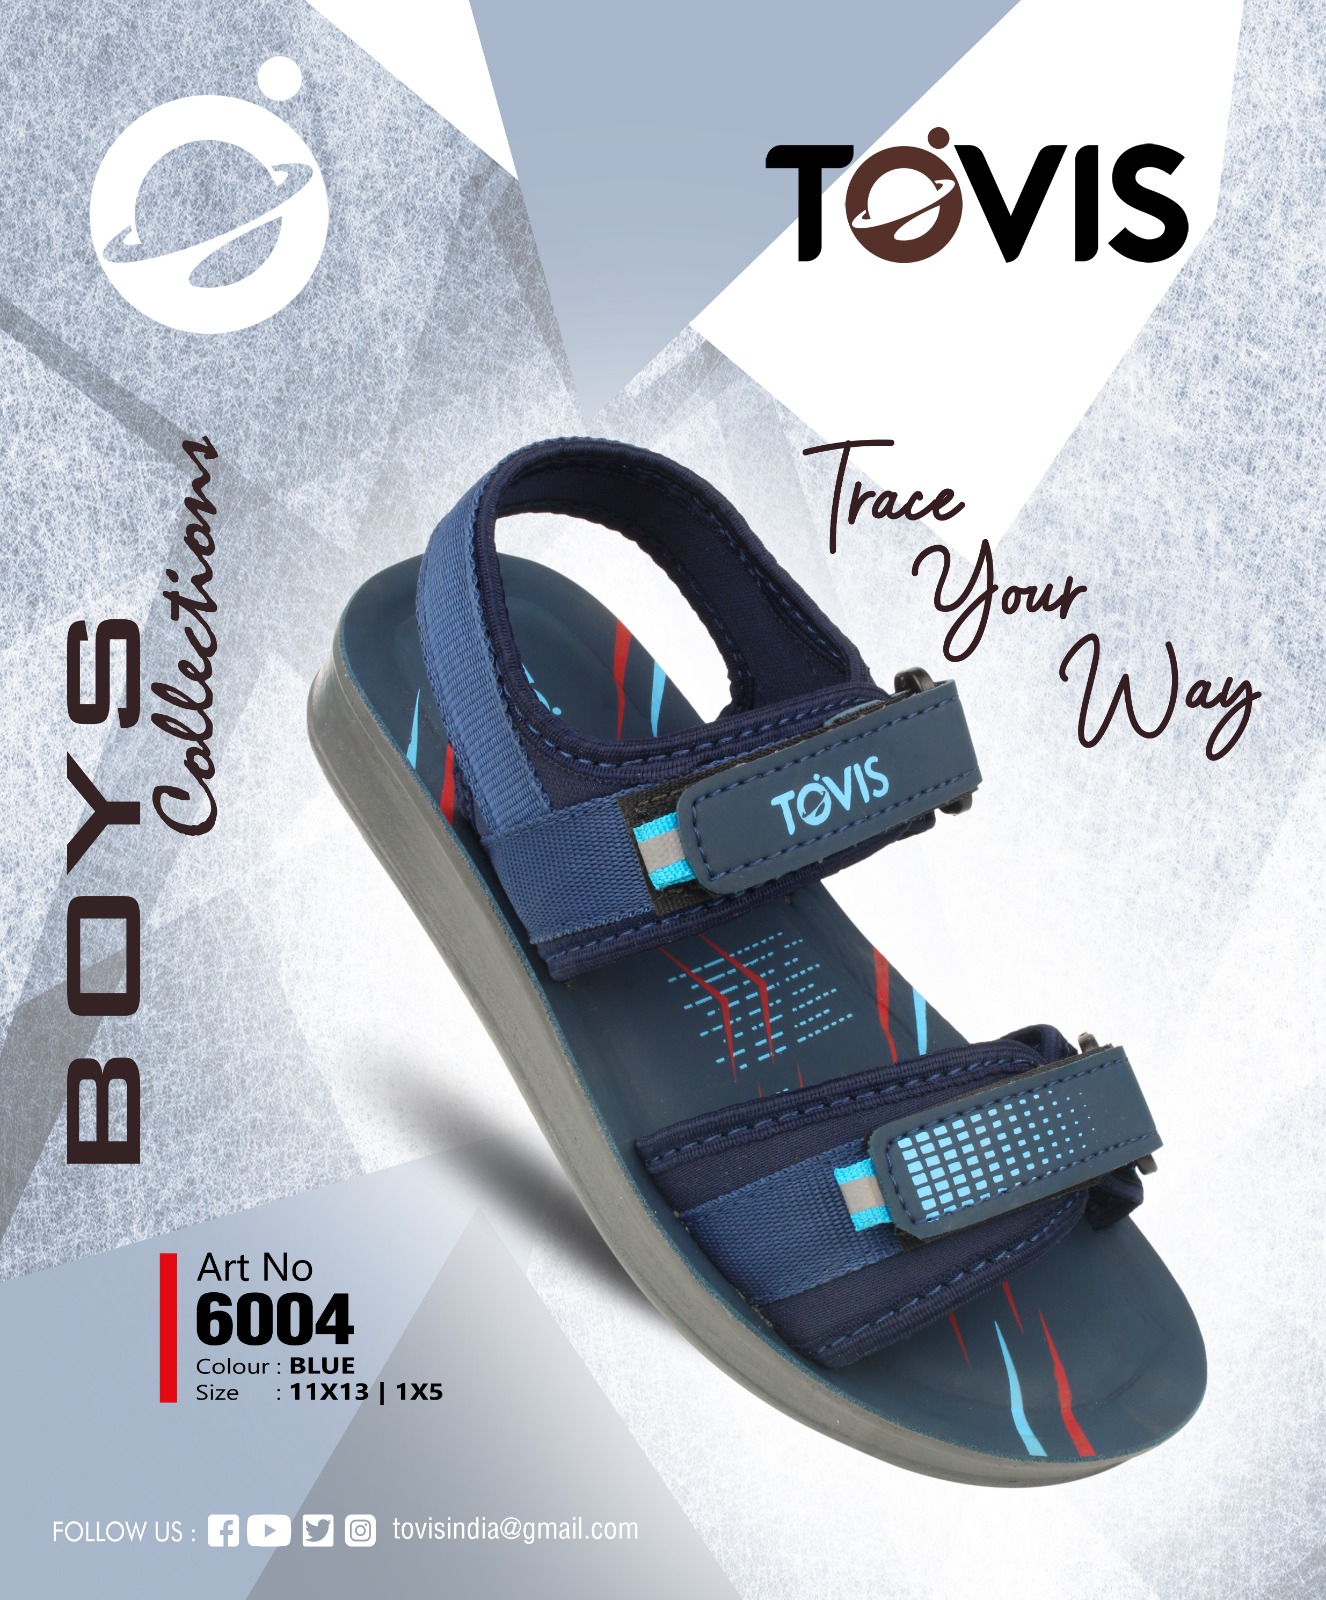 TOVIS
Trace
Your
Way
BOYS
Collections
TOVIS
Art No
6004
Colour : BLUE
Size : 11X13 | 1X5
FOLLOW US : tovisindia@gmail.com